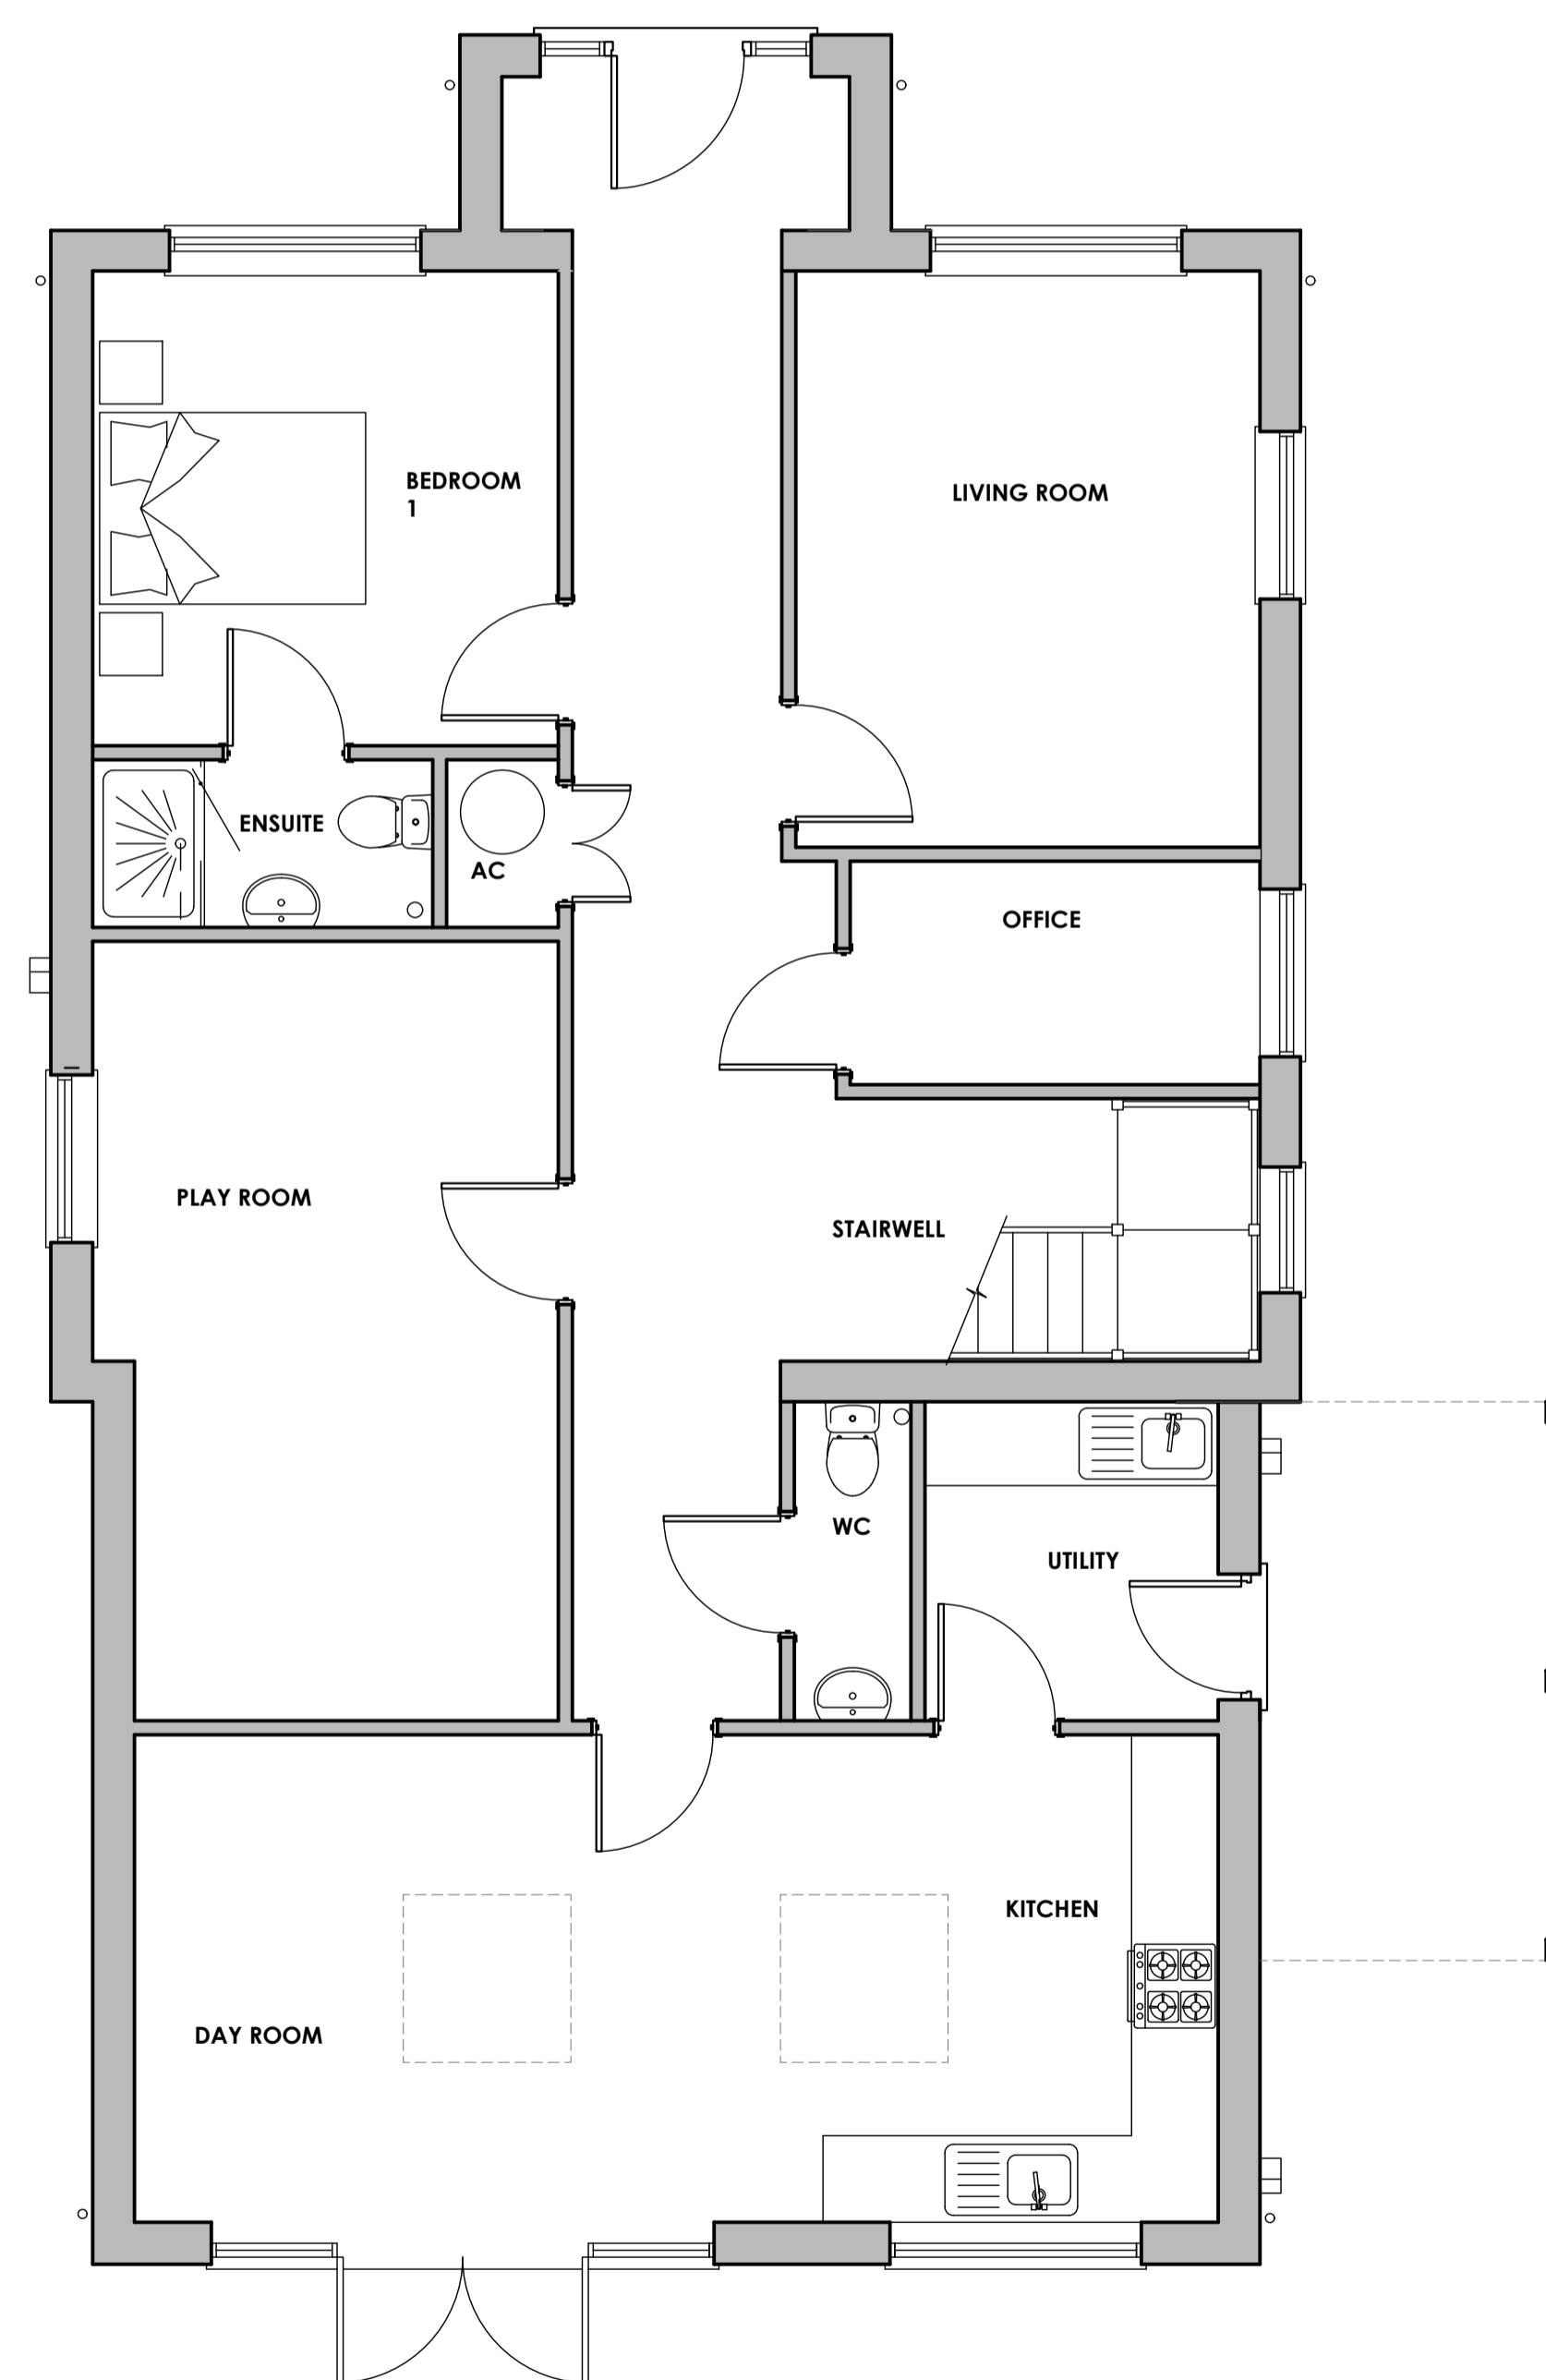 BEDROOM
1
LIVING ROOM
ENSUITE
AC
OFFICE
PLAY ROOM
STAIRWELL
WC
UTILITY
KITCHEN
DAY ROOM